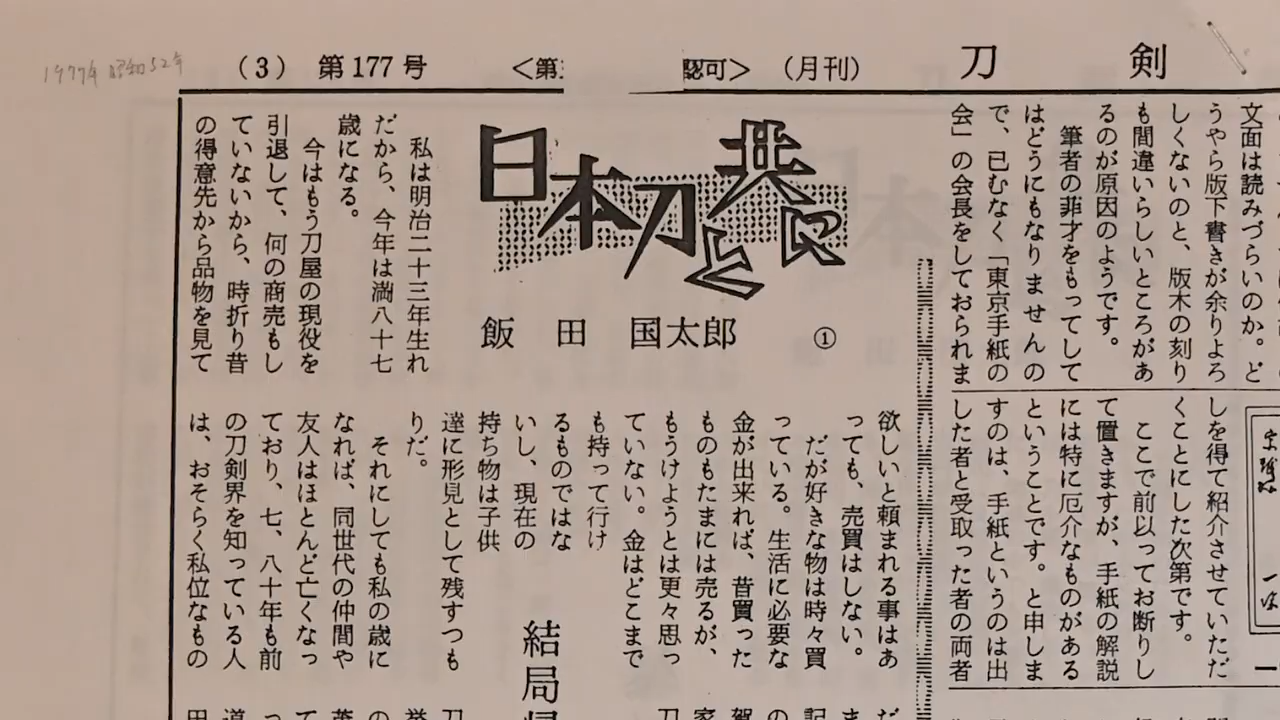 1977年 昭和52年
(3) 第177号 <第三 認可> (月刊) 刀 剣
文面は読みづらいのか。ど
うやら版下書きが余りよろ
しくないのと、版木の刻り
も間違いらしいところがあ
るのが原因のようです。
筆者の菲才をもってして
はどうにもなりませんの
で、已むなく「東京手紙の
会」の会長をしておられま
しを得て紹介させていただ
くことにした次第です。
ここで前以ってお断りし
て置きますが、手紙の解説
には特に厄介なものがある
ということです。と申しま
すのは、手紙というのは出
した者と受取った者の両者
日本刀と共に
飯田 国太郎 ①
私は明治二十三年生れ
だから、今年は満八十七
歳になる。
今はもう刀屋の現役を
引退して、何の商売もし
ていないから、時折り昔
の得意先から品物を見て
欲しいと頼まれる事はあ
っても、売買はしない。
だが好きな物は時々買
っている。生活に必要な
金が出来れば、昔買った
ものもたまには売るが、
もうけようとは更々思っ
ていない。金はどこまで
も持って行け
るものではな
いし、現在の
持ち物は子供
達に形見として残すつも
りだ。
それにしても私の歳に
なれば、同世代の仲間や
友人はほとんど亡くなっ
ており、七、八十年も前
の刀剣界を知っている人
は、おそらく私位なもの
結局